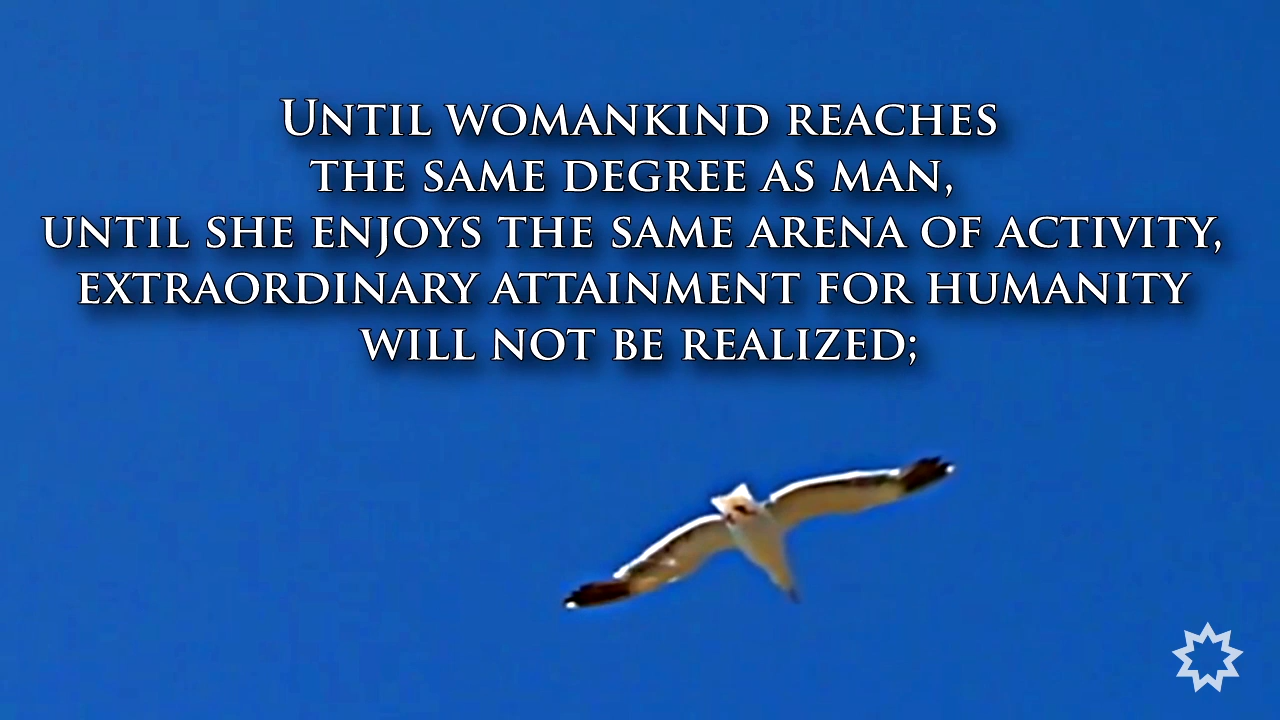 Until womankind reaches
the same degree as man,
until she enjoys the same arena of activity,
extraordinary attainment for humanity
will not be realized;